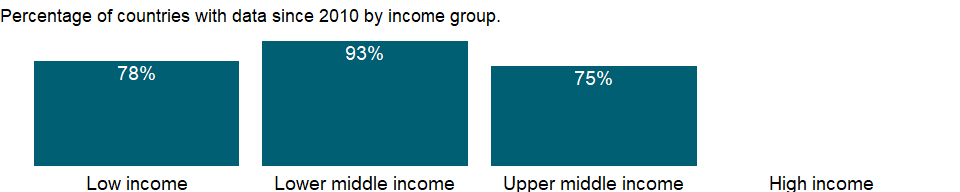 Percentage of countries with data since 2010 by income group.
78%
93%
75%
Low income
Lower middle income
Upper middle income
High income